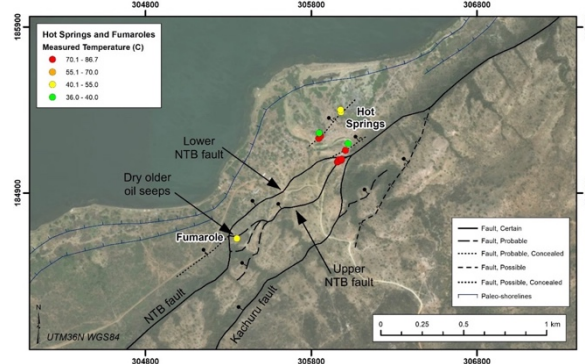 304800
305800
306800
185900
185900
Hot Springs and Fumaroles
Measured Temperature (C)
70.1 - 86.7
55.1 - 70.0
40.1 - 55.0
36.0 - 40.0
Hot
Springs
Lower
NTB fault
Dry older
oil seeps
184900
184900
Fumarole
Upper
NTB fault
NTB fault
Kachuru fault
Fault, Certain
Fault, Probable
Fault, Probable, Concealed
Fault, Possible
Fault, Possible, Concealed
Paleo-shorelines
N
UTM36N WGS84
0 0.25 0.5 1 km
304800
305800
306800